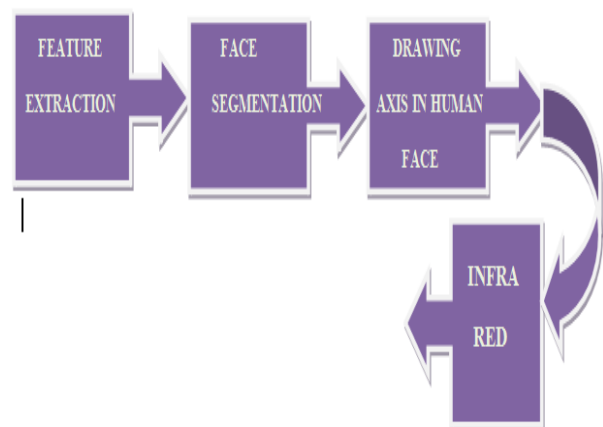 FEATURE
EXTRACTION
FACE
SEGMENTATION
DRAWING
AXIS IN HUMAN
FACE
INFRA
RED